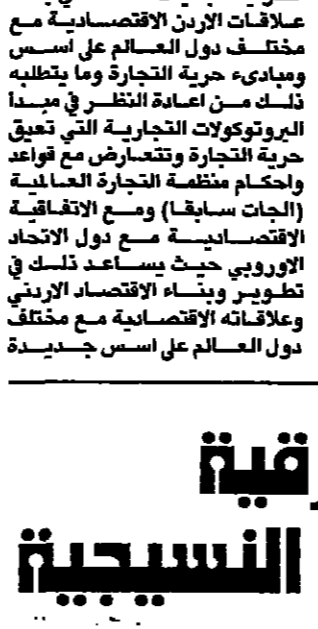 علاقات الاردن الاقتصادية مع
مختلف دول العالم على اسس
ومبادىء حرية التجارة وما يتطلبه
ذلك من اعادة النظر في مبدأ
البروتوكولات التجارية التي تعيق
حرية التجارة وتتعارض مع قواعد
واحكام منظمة التجارة العالمية
(الجات سابقا) ومع الاتفاقية
الاقتصادية مع دول الاتحاد
الاوروبي حيث يساعد ذلك في
تطوير وبناء الاقتصاد الاردني
وعلاقاته الاقتصادية مع مختلف
دول العالم على اسس جديدة
رقية
النسيجية